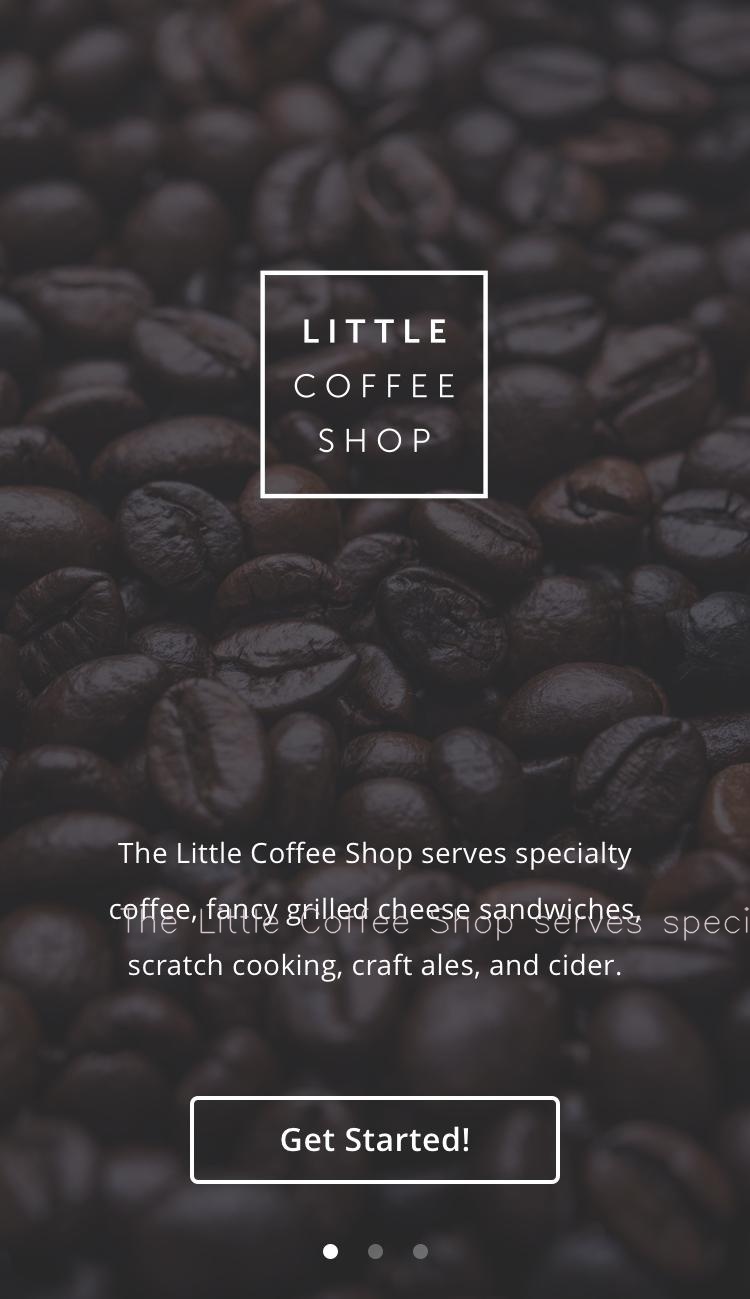 LITTLE
COFFEE
SHOP
The Little Coffee Shop serves specialty
coffee, fancy grilled cheese sandwiches,
The Little Coffee Shop serves speci
scratch cooking, craft ales, and cider.
Get Started!